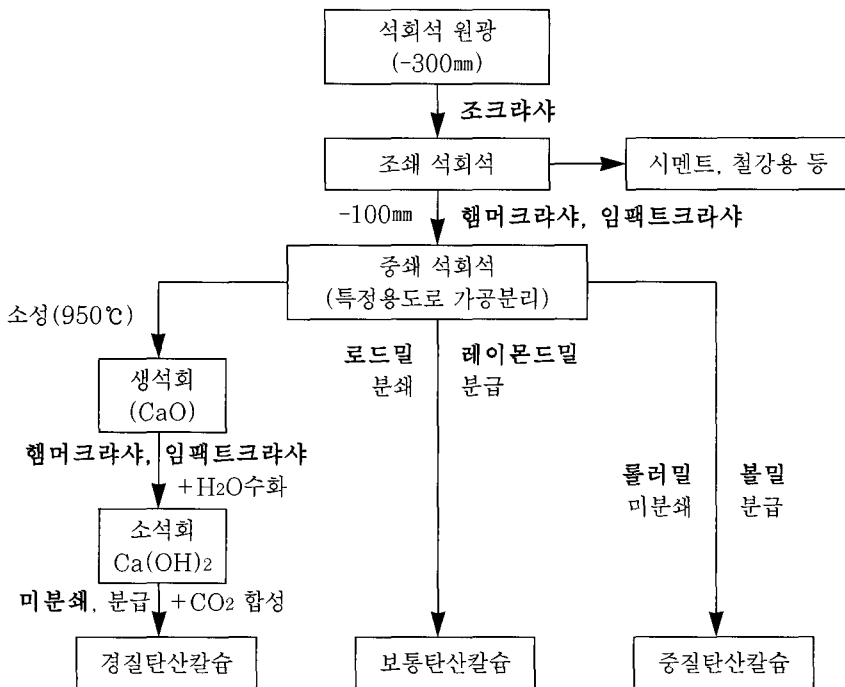 석회석 원광
(-300㎜)
조크랴샤
조쇄 석회석
시멘트, 철강용 등
-100㎜
햄머크랴샤, 임팩트크라샤
중쇄 석회석
(특정용도로 가공분리)
소성(950℃)
생석회
(CaO)
로드밀
분쇄
레이몬드밀
분급
햄머크랴샤, 임팩트크라샤
+H2O수화
롤러밀
미분쇄
볼밀
분급
소석회
Ca(OH)2
미분쇄, 분급
+CO2 합성
경질탄산칼슘
보통탄산칼슘
중질탄산칼슘